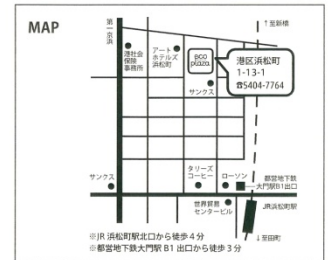 MAP
第一京浜
↑至新橋
港社会
保険
事務所
アート
ホテルズ
浜松町
eco
plaza
港区浜松町
1-13-1
☎5404-7764
サンクス
サンクス
タリーズ
コーヒー
ローソン
都営地下鉄
大門駅B1出口
世界貿易
センタービル
JR浜松町駅
↓至田町
※JR 浜松町駅北口から徒歩4分
※都営地下鉄大門駅 B1 出口から徒歩3分